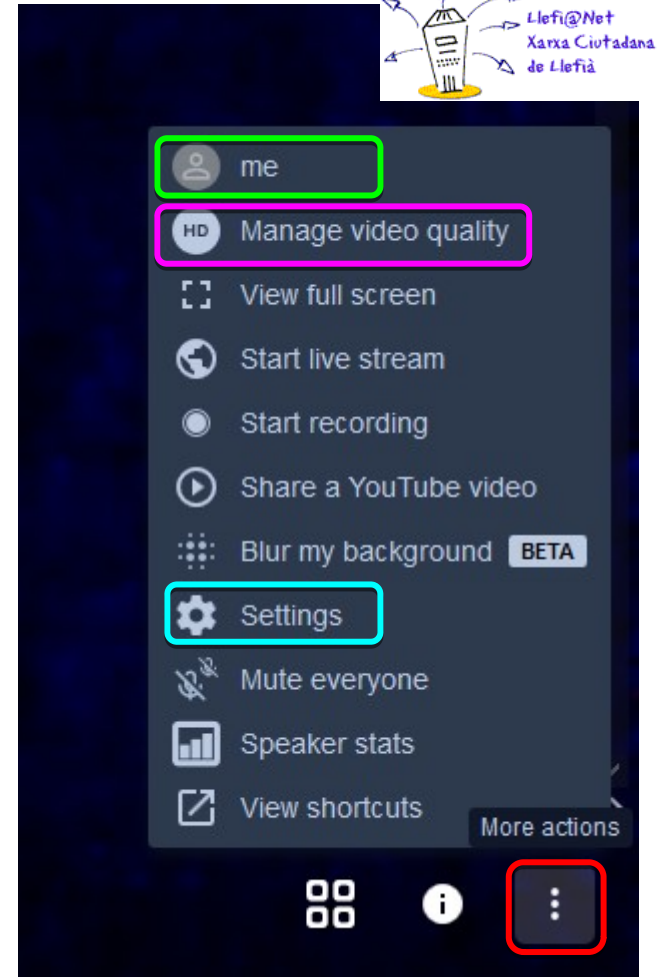 Llefi@Net
Xarxa Ciutadana
de Llefià
me
HD Manage video quality
View full screen
Start live stream
Start recording
Share a YouTube video
Blur my background BETA
Settings
Mute everyone
Speaker stats
View shortcuts
More actions